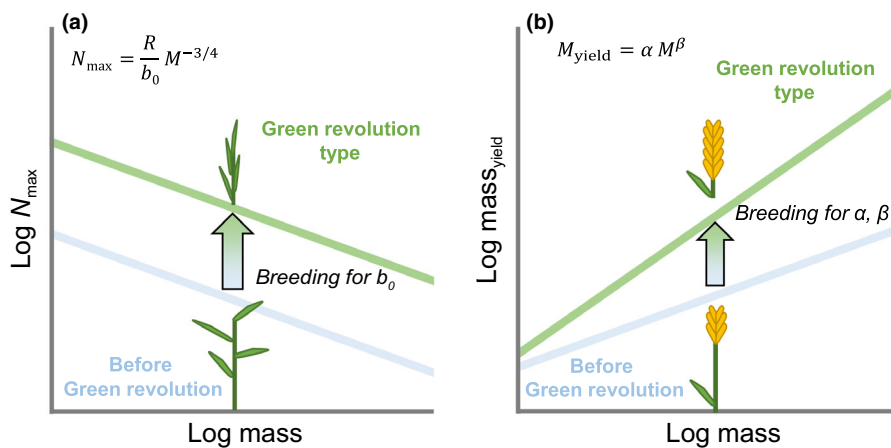 (a)
N_max = R/b_0 M^{-3/4}
Green revolution
type
Log N_max
Breeding for b_0
Before
Green revolution
Log mass
(b)
M_yield = α M^β
Green revolution
type
Log mass_yield
Breeding for α, β
Before
Green revolution
Log mass